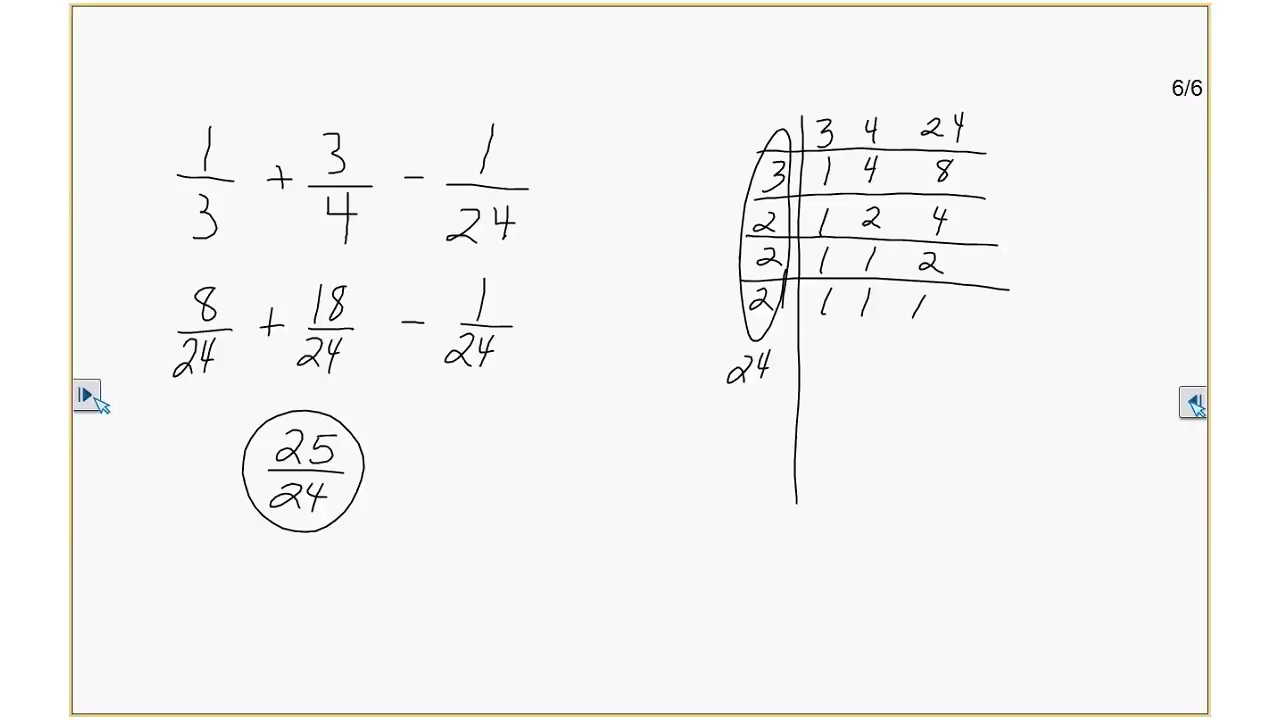 6/6
1/3 + 3/4 - 1/24
8/24 + 18/24 - 1/24
25/24
3 4 24
3 1 4 8
2 1 2 4
2 1 1 2
2 1 1 1
24